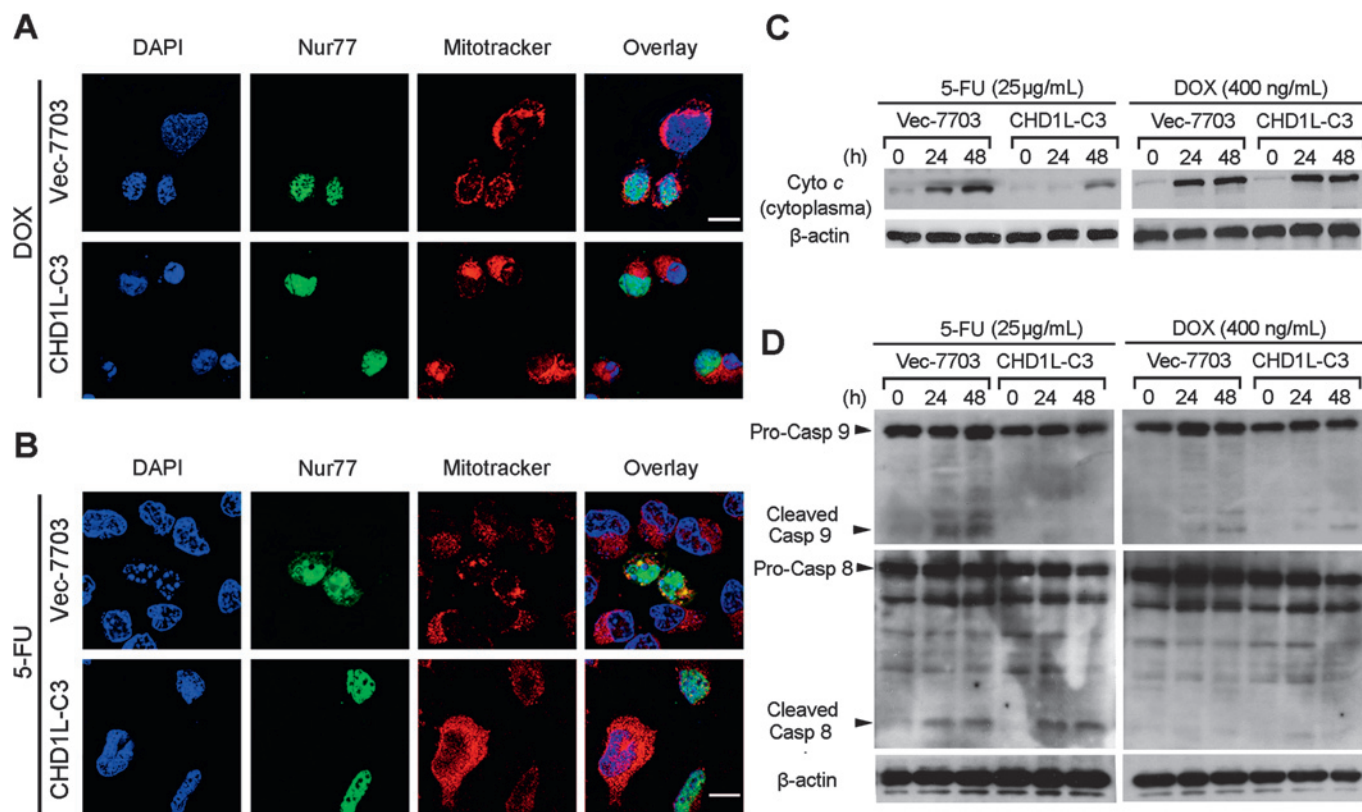 A
DAPI Nur77 Mitotracker Overlay
DOX
Vec-7703
CHD1L-C3
B
DAPI Nur77 Mitotracker Overlay
5-FU
Vec-7703
CHD1L-C3
C
5-FU (25μg/mL) DOX (400 ng/mL)
Vec-7703 CHD1L-C3 Vec-7703 CHD1L-C3
(h) 0 24 48 0 24 48 0 24 48 0 24 48
Cyto c
(cytoplasma)
β-actin
D
5-FU (25μg/mL) DOX (400 ng/mL)
Vec-7703 CHD1L-C3 Vec-7703 CHD1L-C3
(h) 0 24 48 0 24 48 0 24 48 0 24 48
Pro-Casp 9
Cleaved
Casp 9
Pro-Casp 8
Cleaved
Casp 8
β-actin